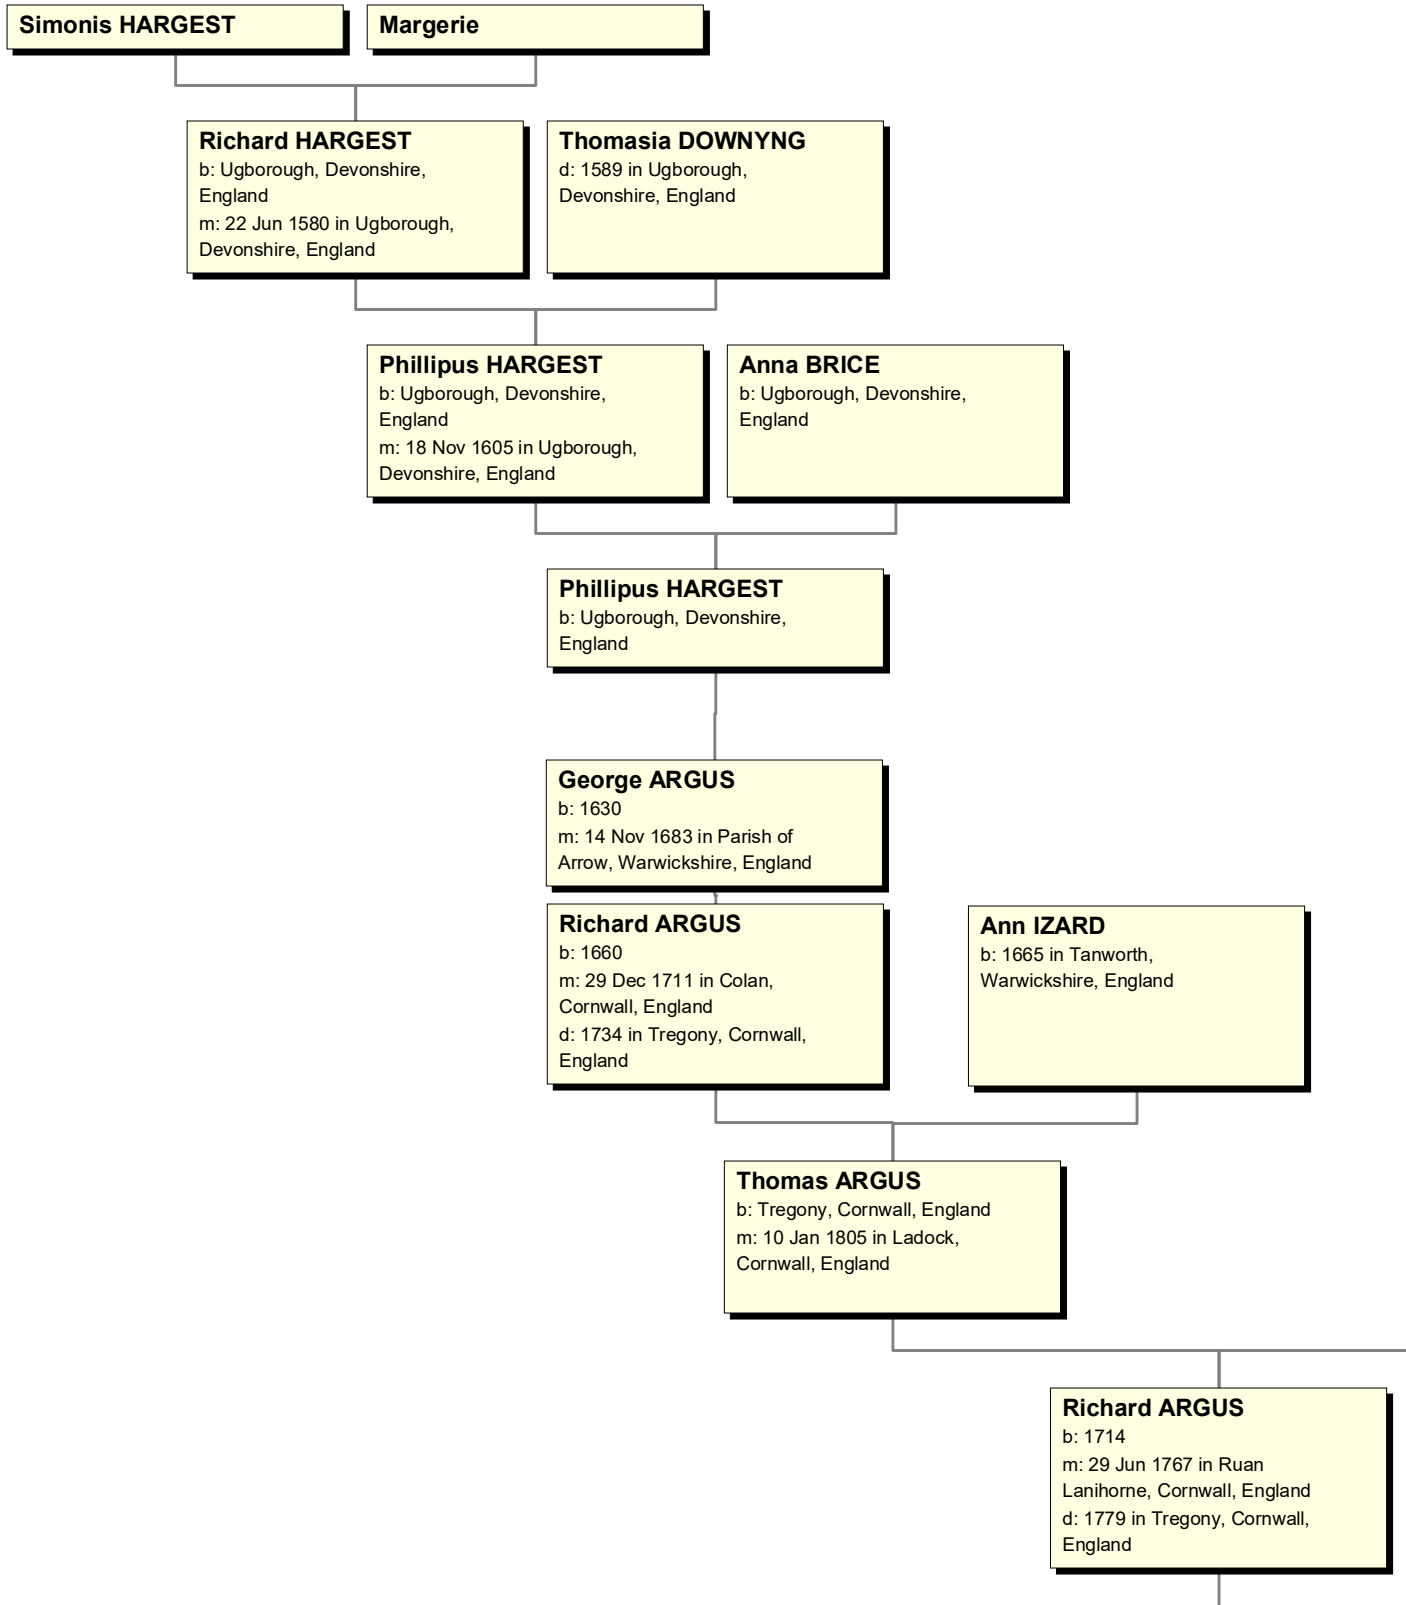 Simonis HARGEST
Margerie
Richard HARGEST
b: Ugborough, Devonshire,
England
m: 22 Jun 1580 in Ugborough,
Devonshire, England
Thomasia DOWNYNG
d: 1589 in Ugborough,
Devonshire, England
Phillipus HARGEST
b: Ugborough, Devonshire,
England
m: 18 Nov 1605 in Ugborough,
Devonshire, England
Anna BRICE
b: Ugborough, Devonshire,
England
Phillipus HARGEST
b: Ugborough, Devonshire,
England
George ARGUS
b: 1630
m: 14 Nov 1683 in Parish of
Arrow, Warwickshire, England
Richard ARGUS
b: 1660
m: 29 Dec 1711 in Colan,
Cornwall, England
d: 1734 in Tregony, Cornwall,
England
Ann IZARD
b: 1665 in Tanworth,
Warwickshire, England
Thomas ARGUS
b: Tregony, Cornwall, England
m: 10 Jan 1805 in Ladock,
Cornwall, England
Richard ARGUS
b: 1714
m: 29 Jun 1767 in Ruan
Lanihorne, Cornwall, England
d: 1779 in Tregony, Cornwall,
England